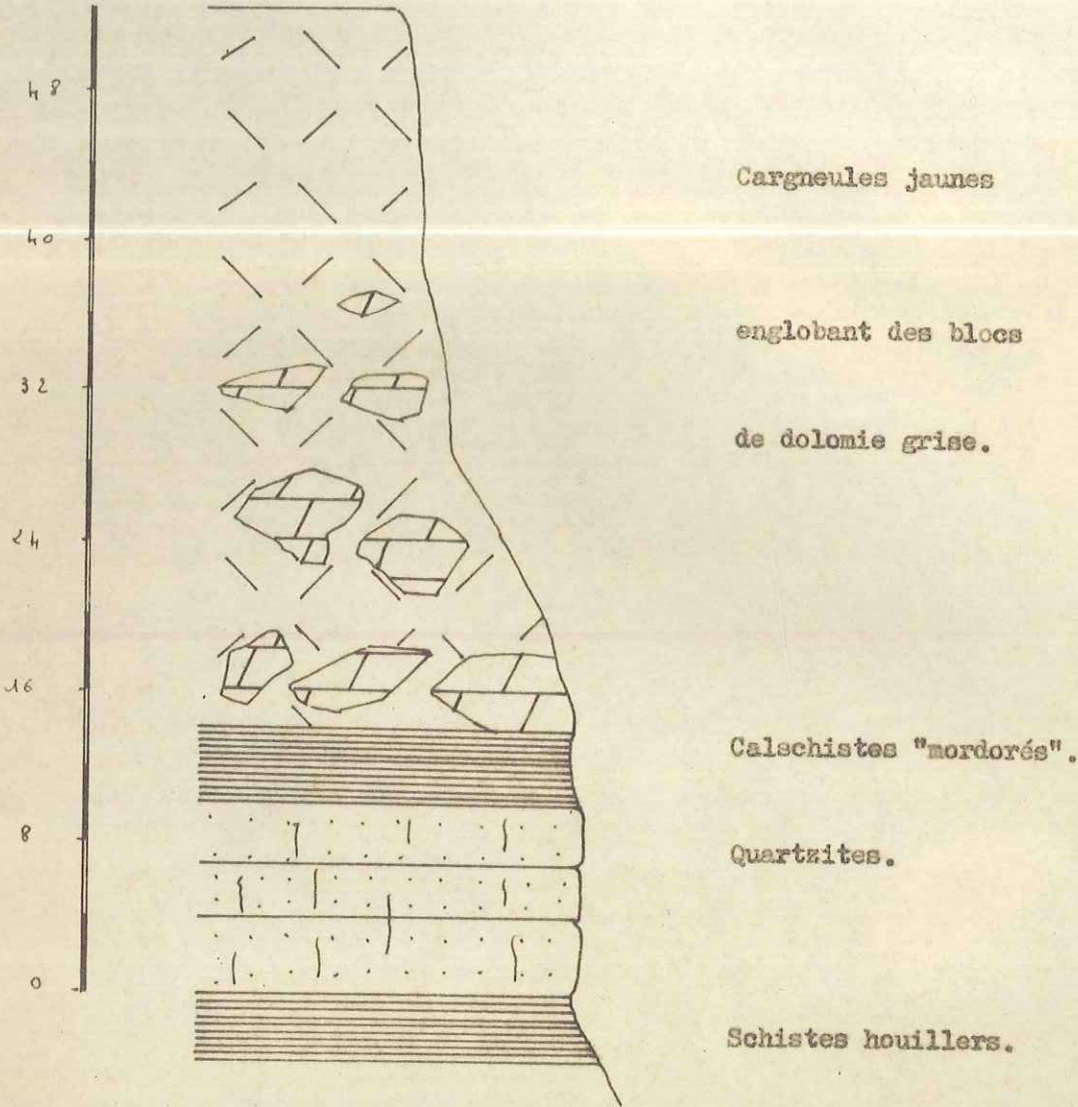 48
Cargneules jaunes
40
englobant des blocs
32
de dolomie grise.
24
16
Calschistes "mordorés".
8
Quartzites.
0
Schistes houillers.